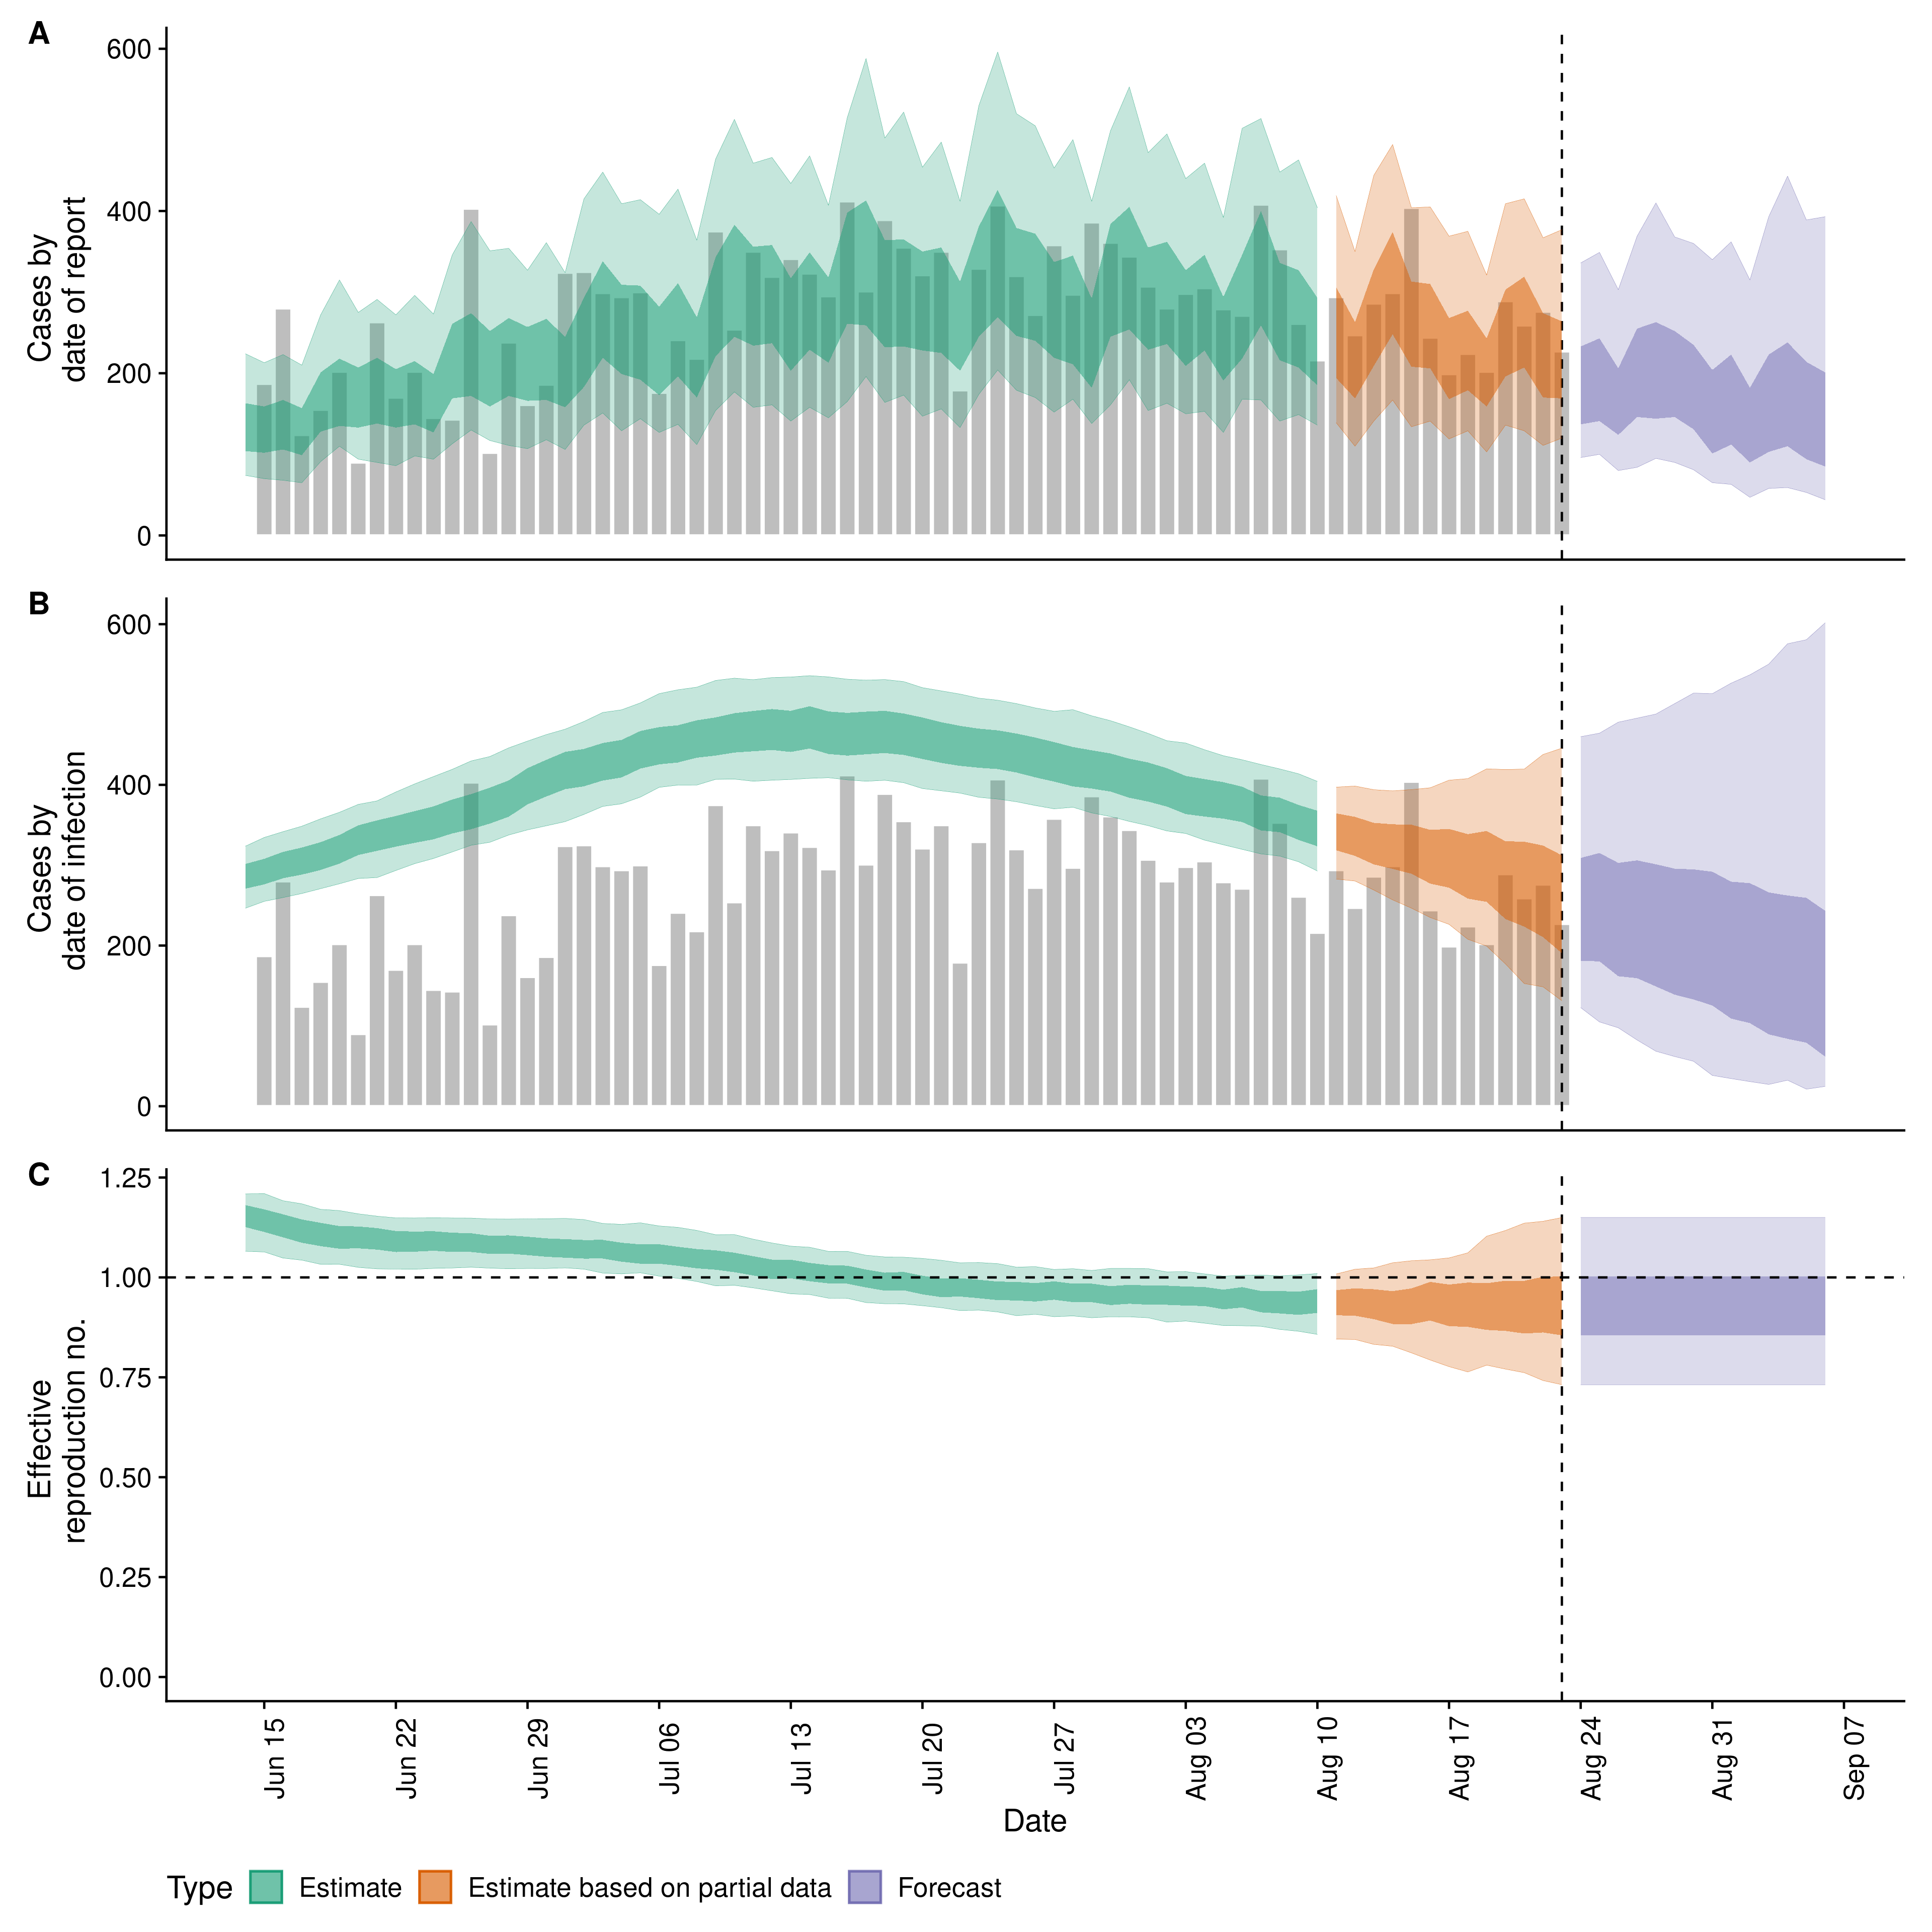 A
600
400
200
0
Cases by
date of report
B
600
400
200
0
Cases by
date of infection
C
1.25
1.00
0.75
0.50
0.25
0.00
Effective
reproduction no.
Jun 15
Jun 22
Jun 29
Jul 06
Jul 13
Jul 20
Jul 27
Aug 03
Aug 10
Aug 17
Aug 24
Aug 31
Sep 07
Date
Type Estimate Estimate based on partial data Forecast